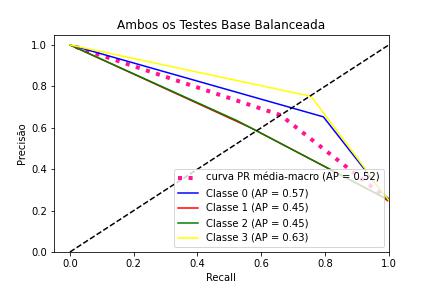 Ambos os Testes Base Balanceada
Precisão
1.0
0.8
0.6
0.4
0.2
0.0
curva PR média-macro (AP = 0.52)
Classe 0 (AP = 0.57)
Classe 1 (AP = 0.45)
Classe 2 (AP = 0.45)
Classe 3 (AP = 0.63)
0.0 0.2 0.4 0.6 0.8 1.0
Recall